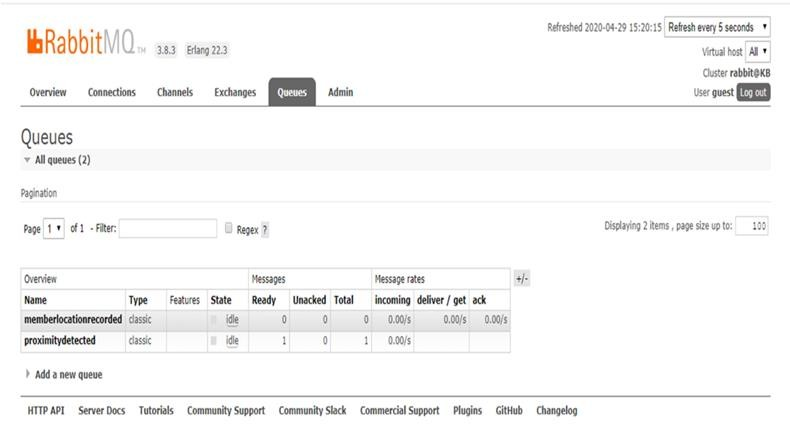 Refreshed 2020-04-29 15:20:15 Refresh every 5 seconds
RabbitMQ TM 3.8.3 Erlang 22.3
Virtual host All
Cluster rabbit@KB
User guest Log out
Overview Connections Channels Exchanges Queues Admin
Queues
All queues (2)
Pagination
Page 1 of 1 - Filter: Regex ? Displaying 2 items , page size up to: 100
Overview Messages Message rates +/-
Name Type Features State Ready Unacked Total incoming deliver / get ack
memberlocationrecorded classic idle 0 0 0 0.00/s 0.00/s 0.00/s
proximitydetected classic idle 1 0 1 0.00/s
Add a new queue
HTTP API Server Docs Tutorials Community Support Community Slack Commercial Support Plugins GitHub Changelog